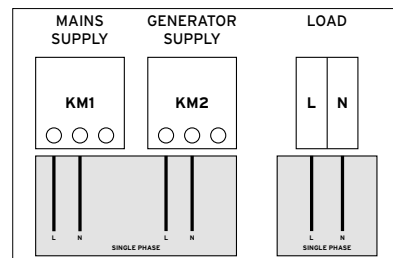 MAINS SUPPLY
GENERATOR SUPPLY
LOAD
KM1
KM2
L N
L N
L N
L N
SINGLE PHASE
SINGLE PHASE